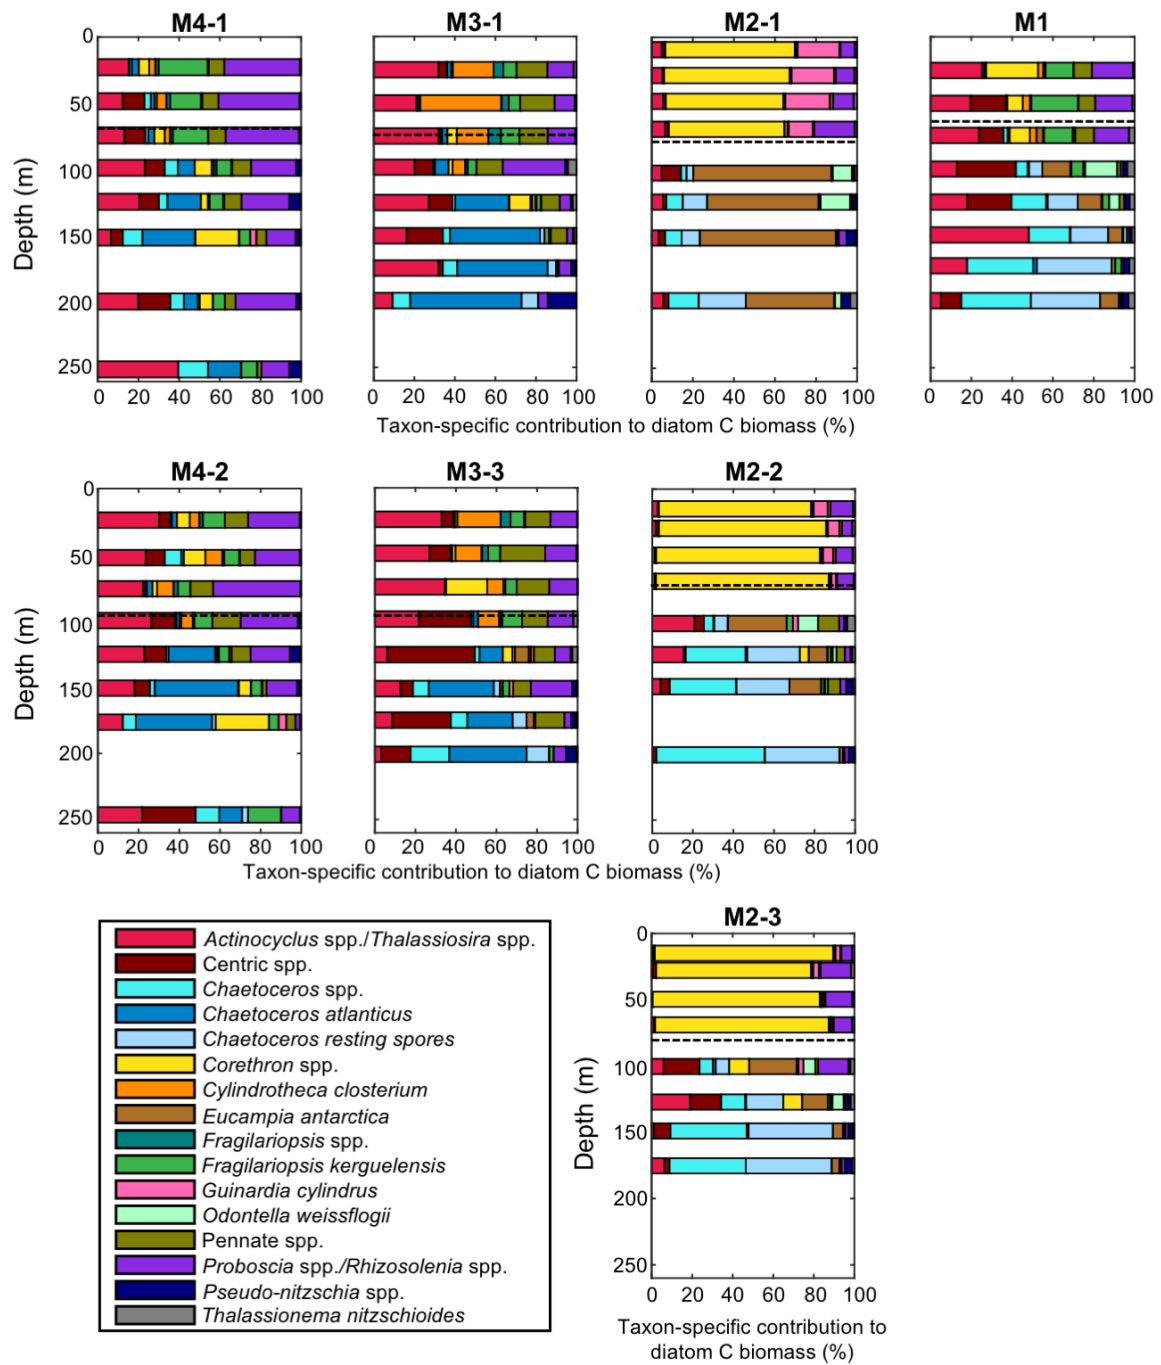 M4-1 M3-1 M2-1 M1
0
50
100
150
200
250
Depth (m)
0 20 40 60 80 100 0 20 40 60 80 100 0 20 40 60 80 100 0 20 40 60 80 100
Taxon-specific contribution to diatom C biomass (%)
M4-2 M3-3 M2-2
0
50
100
150
200
250
Depth (m)
0 20 40 60 80 100 0 20 40 60 80 100 0 20 40 60 80 100
Taxon-specific contribution to diatom C biomass (%)
Actinocyclus spp./Thalassiosira spp.
Centric spp.
Chaetoceros spp.
Chaetoceros atlanticus
Chaetoceros resting spores
Corethron spp.
Cylindrotheca closterium
Eucampia antarctica
Fragilariopsis spp.
Fragilariopsis kerguelensis
Guinardia cylindrus
Odontella weissflogii
Pennate spp.
Proboscia spp./Rhizosolenia spp.
Pseudo-nitzschia spp.
Thalassionema nitzschioides
M2-3
0
50
100
150
200
260
Depth (m)
0 20 40 60 80 100
Taxon-specific contribution to
diatom C biomass (%)